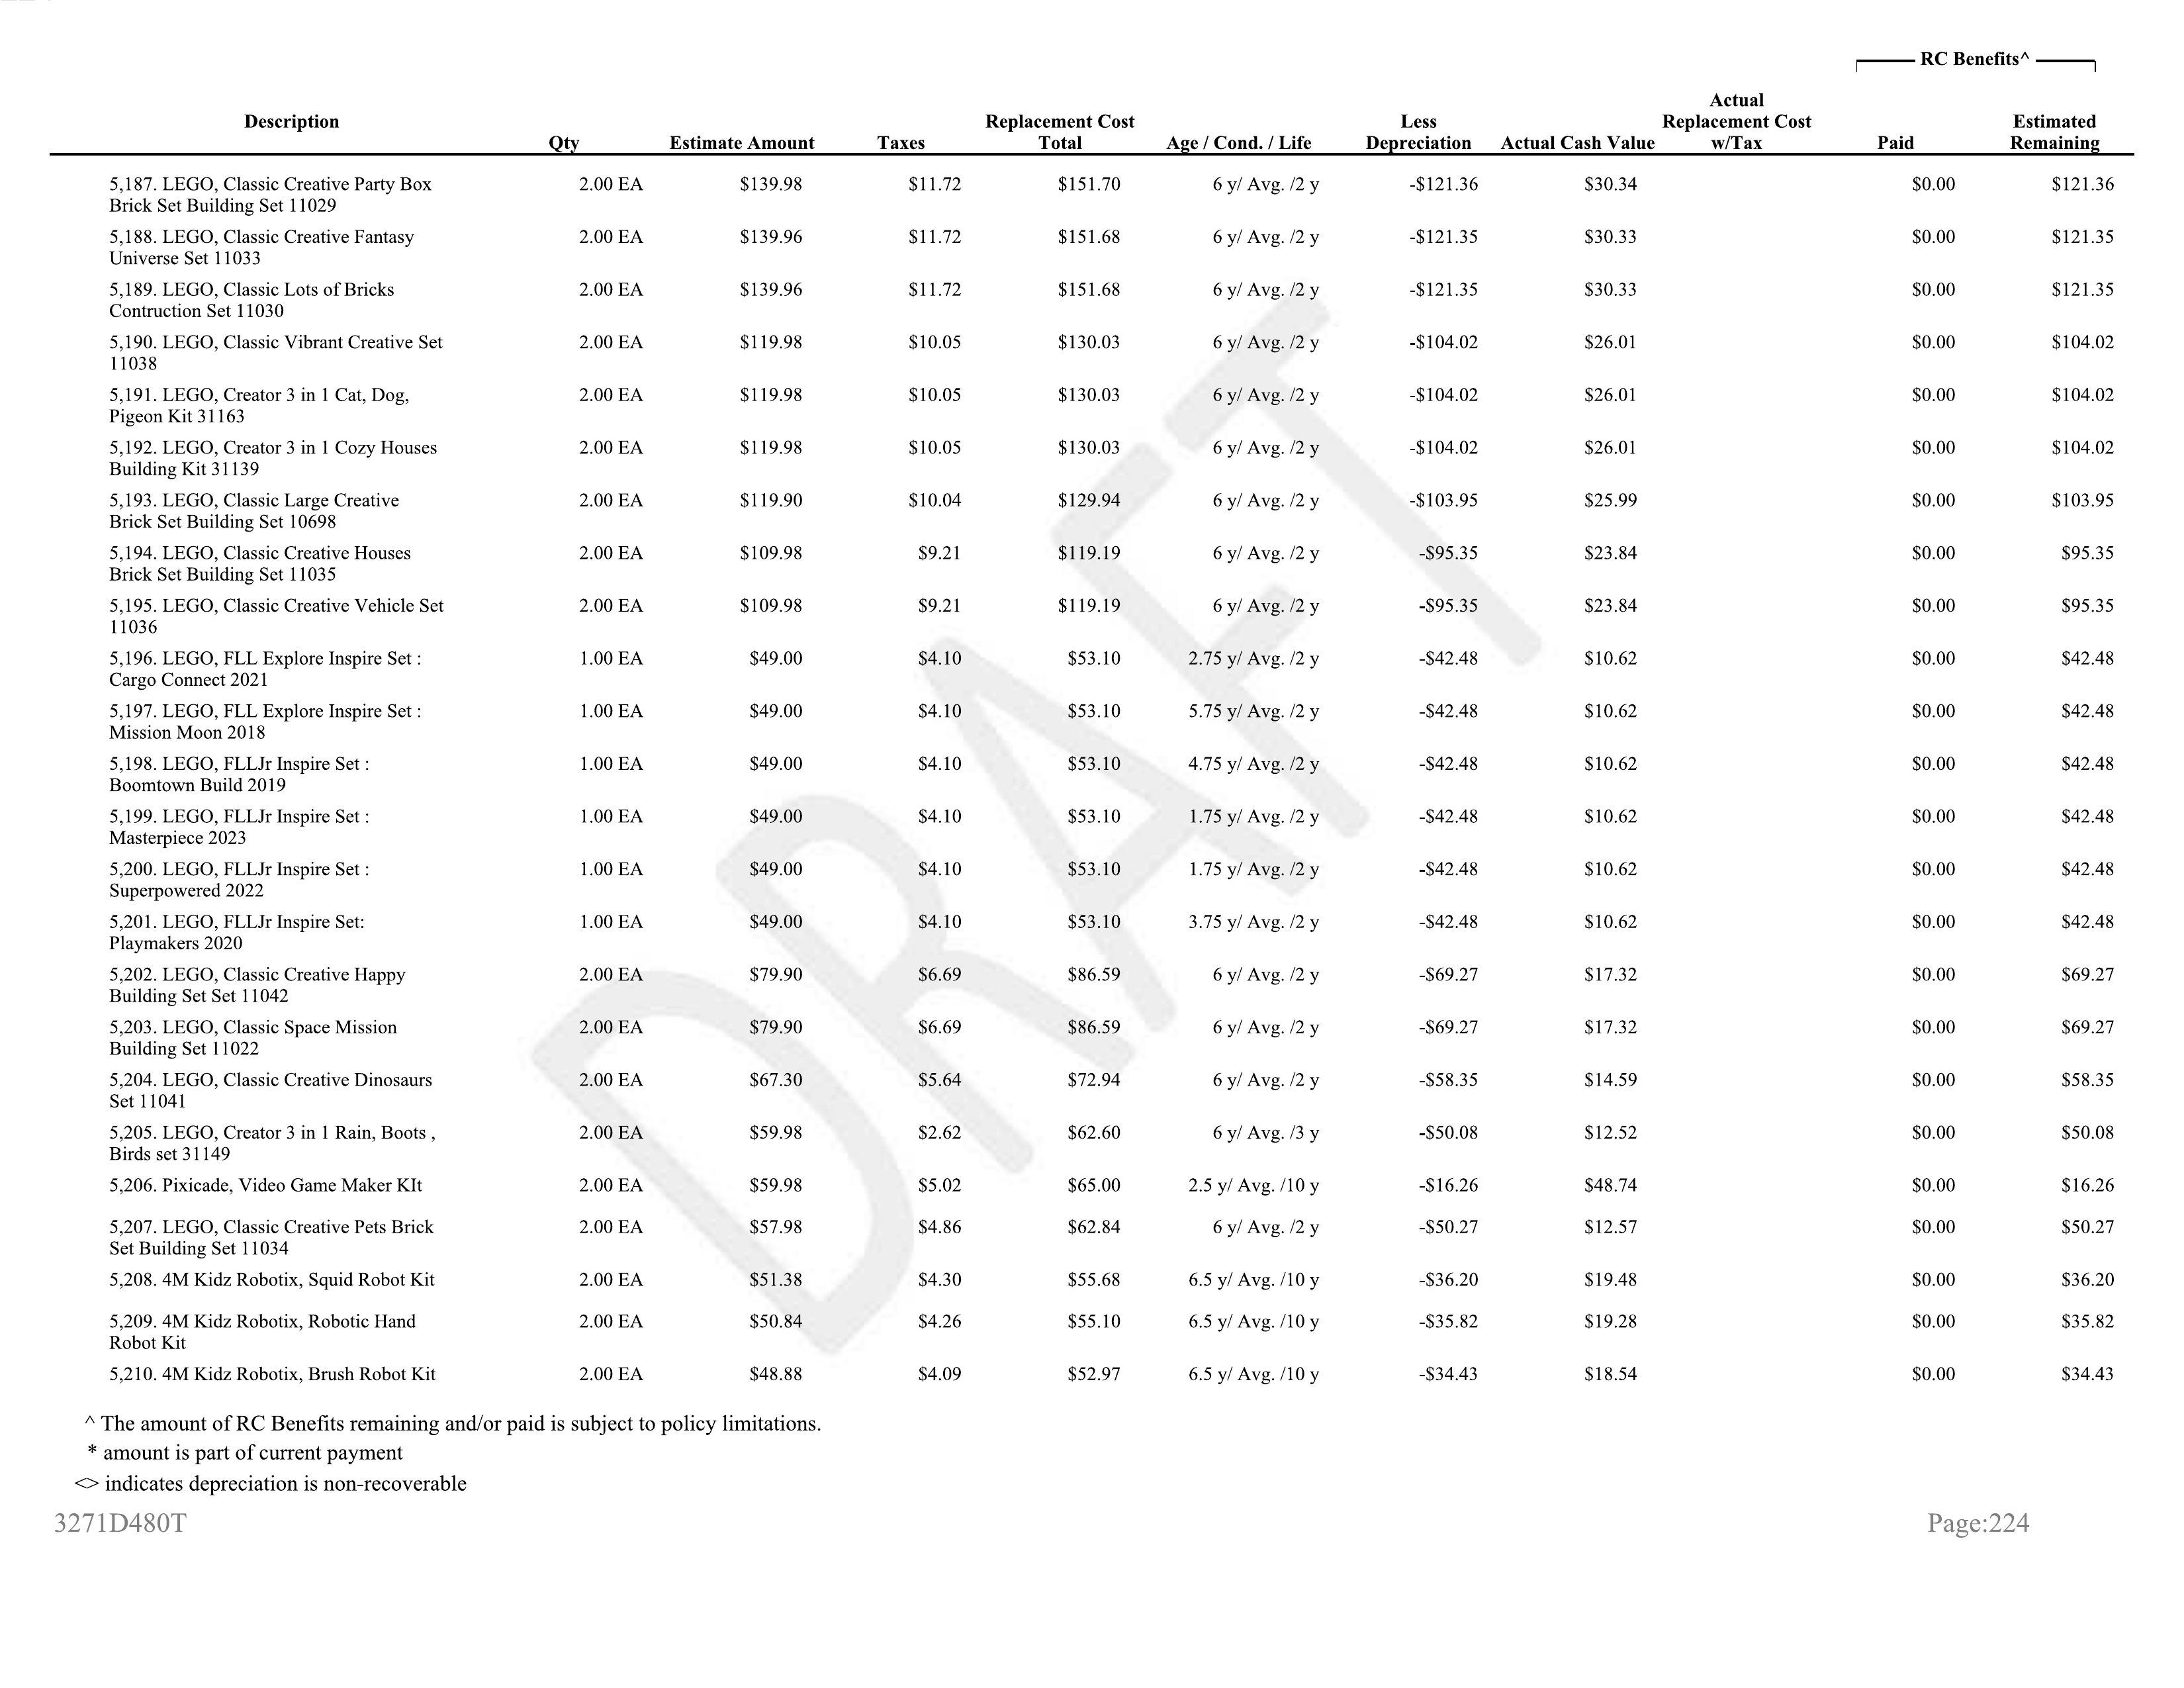 RC Benefits^
Description Qty Estimate Amount Taxes Replacement Cost Total Age / Cond. / Life Less Depreciation Actual Cash Value Actual Replacement Cost w/Tax Paid Estimated Remaining
5,187. LEGO, Classic Creative Party Box 2.00 EA $139.98 $11.72 $151.70 6 y/ Avg. /2 y -$121.36 $30.34 $0.00 $121.36
Brick Set Building Set 11029
5,188. LEGO, Classic Creative Fantasy 2.00 EA $139.96 $11.72 $151.68 6 y/ Avg. /2 y -$121.35 $30.33 $0.00 $121.35
Universe Set 11033
5,189. LEGO, Classic Lots of Bricks 2.00 EA $139.96 $11.72 $151.68 6 y/ Avg. /2 y -$121.35 $30.33 $0.00 $121.35
Contruction Set 11030
5,190. LEGO, Classic Vibrant Creative Set 2.00 EA $119.98 $10.05 $130.03 6 y/ Avg. /2 y -$104.02 $26.01 $0.00 $104.02
11038
5,191. LEGO, Creator 3 in 1 Cat, Dog, 2.00 EA $119.98 $10.05 $130.03 6 y/ Avg. /2 y -$104.02 $26.01 $0.00 $104.02
Pigeon Kit 31163
5,192. LEGO, Creator 3 in 1 Cozy Houses 2.00 EA $119.98 $10.05 $130.03 6 y/ Avg. /2 y -$104.02 $26.01 $0.00 $104.02
Building Kit 31139
5,193. LEGO, Classic Large Creative 2.00 EA $119.90 $10.04 $129.94 6 y/ Avg. /2 y -$103.95 $25.99 $0.00 $103.95
Brick Set Building Set 10698
5,194. LEGO, Classic Creative Houses 2.00 EA $109.98 $9.21 $119.19 6 y/ Avg. /2 y -$95.35 $23.84 $0.00 $95.35
Brick Set Building Set 11035
5,195. LEGO, Classic Creative Vehicle Set 2.00 EA $109.98 $9.21 $119.19 6 y/ Avg. /2 y -$95.35 $23.84 $0.00 $95.35
11036
5,196. LEGO, FLL Explore Inspire Set : 1.00 EA $49.00 $4.10 $53.10 2.75 y/ Avg. /2 y -$42.48 $10.62 $0.00 $42.48
Cargo Connect 2021
5,197. LEGO, FLL Explore Inspire Set : 1.00 EA $49.00 $4.10 $53.10 5.75 y/ Avg. /2 y -$42.48 $10.62 $0.00 $42.48
Mission Moon 2018
5,198. LEGO, FLLJr Inspire Set : 1.00 EA $49.00 $4.10 $53.10 4.75 y/ Avg. /2 y -$42.48 $10.62 $0.00 $42.48
Boomtown Build 2019
5,199. LEGO, FLLJr Inspire Set : 1.00 EA $49.00 $4.10 $53.10 1.75 y/ Avg. /2 y -$42.48 $10.62 $0.00 $42.48
Masterpiece 2023
5,200. LEGO, FLLJr Inspire Set : 1.00 EA $49.00 $4.10 $53.10 1.75 y/ Avg. /2 y -$42.48 $10.62 $0.00 $42.48
Superpowered 2022
5,201. LEGO, FLLJr Inspire Set: 1.00 EA $49.00 $4.10 $53.10 3.75 y/ Avg. /2 y -$42.48 $10.62 $0.00 $42.48
Playmakers 2020
5,202. LEGO, Classic Creative Happy 2.00 EA $79.90 $6.69 $86.59 6 y/ Avg. /2 y -$69.27 $17.32 $0.00 $69.27
Building Set Set 11042
5,203. LEGO, Classic Space Mission 2.00 EA $79.90 $6.69 $86.59 6 y/ Avg. /2 y -$69.27 $17.32 $0.00 $69.27
Building Set 11022
5,204. LEGO, Classic Creative Dinosaurs 2.00 EA $67.30 $5.64 $72.94 6 y/ Avg. /2 y -$58.35 $14.59 $0.00 $58.35
Set 11041
5,205. LEGO, Creator 3 in 1 Rain, Boots , 2.00 EA $59.98 $2.62 $62.60 6 y/ Avg. /3 y -$50.08 $12.52 $0.00 $50.08
Birds set 31149
5,206. Pixicade, Video Game Maker KIt 2.00 EA $59.98 $5.02 $65.00 2.5 y/ Avg. /10 y -$16.26 $48.74 $0.00 $16.26
5,207. LEGO, Classic Creative Pets Brick 2.00 EA $57.98 $4.86 $62.84 6 y/ Avg. /2 y -$50.27 $12.57 $0.00 $50.27
Set Building Set 11034
5,208. 4M Kidz Robotix, Squid Robot Kit 2.00 EA $51.38 $4.30 $55.68 6.5 y/ Avg. /10 y -$36.20 $19.48 $0.00 $36.20
5,209. 4M Kidz Robotix, Robotic Hand 2.00 EA $50.84 $4.26 $55.10 6.5 y/ Avg. /10 y -$35.82 $19.28 $0.00 $35.82
Robot Kit
5,210. 4M Kidz Robotix, Brush Robot Kit 2.00 EA $48.88 $4.09 $52.97 6.5 y/ Avg. /10 y -$34.43 $18.54 $0.00 $34.43
^ The amount of RC Benefits remaining and/or paid is subject to policy limitations.
* amount is part of current payment
<> indicates depreciation is non-recoverable
3271D480T Page:224
DRAFT